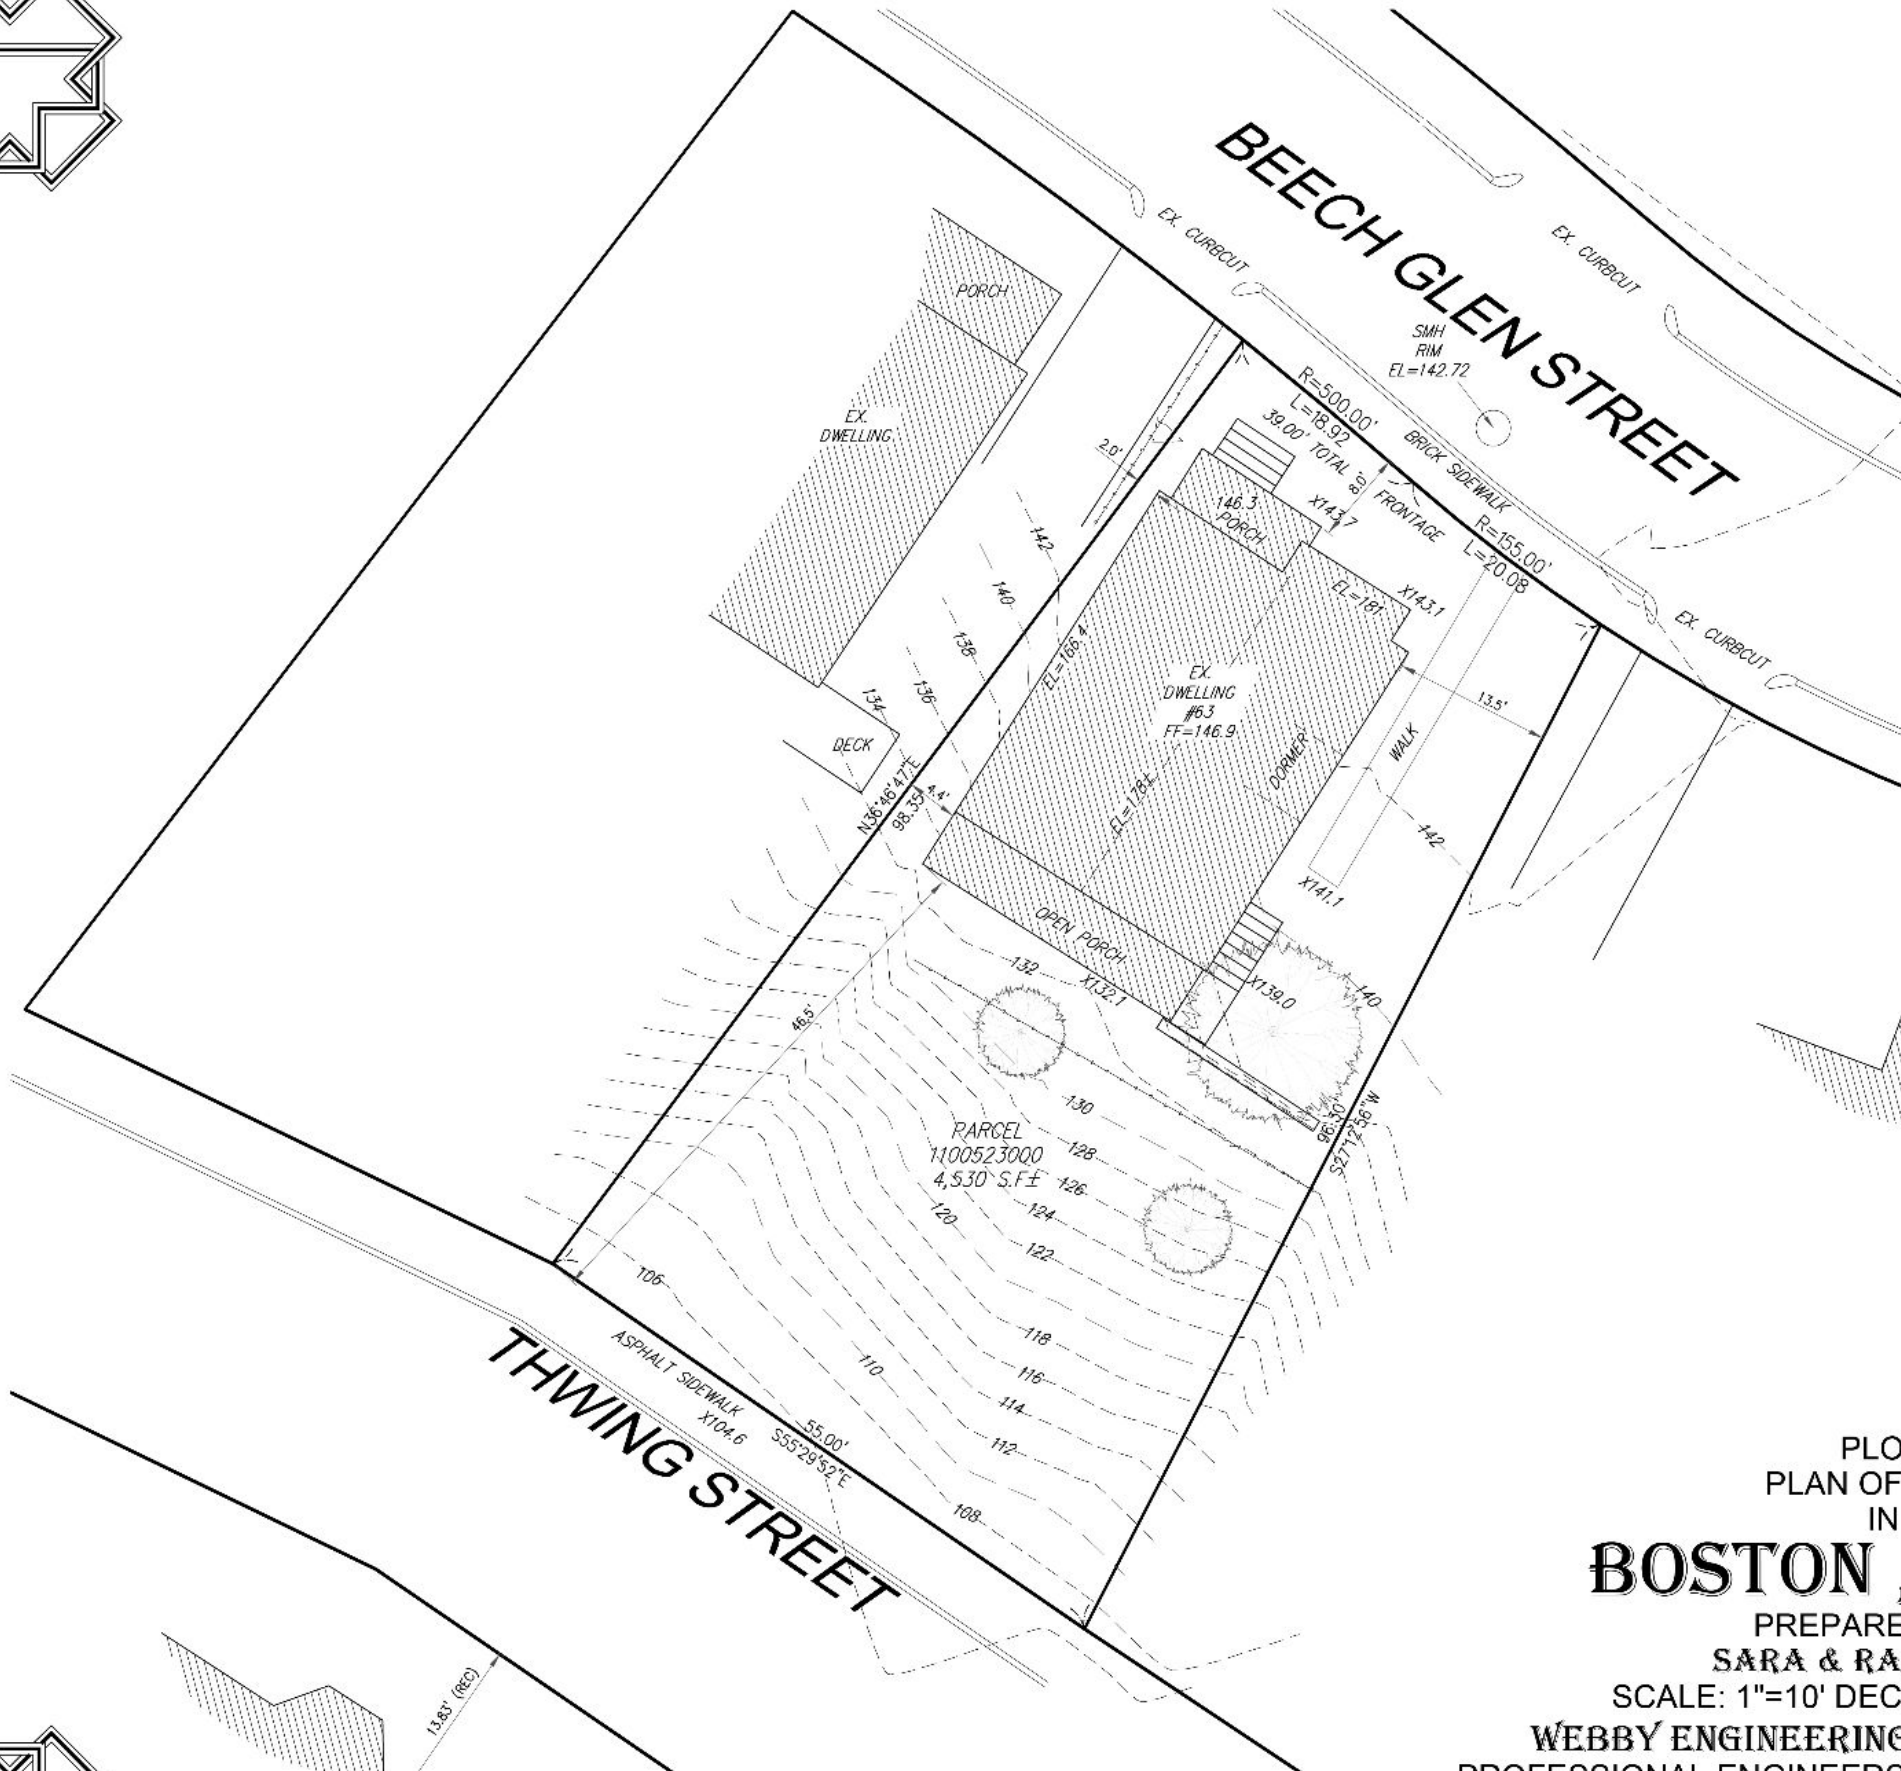 BEECH GLEN STREET
EX. CURBCUT
EX. CURBCUT
PORCH
SMH
RIM
EL=142.72
R=500.00'
L=18.92
39.00' TOTAL
FRONTAGE
8.0'
BRICK SIDEWALK
R=155.00'
L=20.08
EX.
DWELLING
2.0'
146.3
PORCH
X143.7
X143.1
EL=181
EX. CURBCUT
142
140
138
136
134
EL=166.4
EX.
DWELLING
#63
FF=146.9
13.5'
WALK
DORMER
DECK
N36°46'47"E
98.35'
4.4'
EL=178±
142
X141.1
OPEN PORCH
132
X132.1
X139.0
140
46.5'
130
96.30'
S27°12'56"W
PARCEL
1100523000
4,530 S.F±
128
126
124
120
122
106
118
116
114
112
110
108
ASPHALT SIDEWALK
X104.6
55.00'
S55°29'52"E
THWING STREET
13.83' (REC)
PLO
PLAN OF
IN
BOSTON
PREPARE
SARA & RA
SCALE: 1"=10' DEC
WEBBY ENGINEERING
PROFESSIONAL ENGINEERS